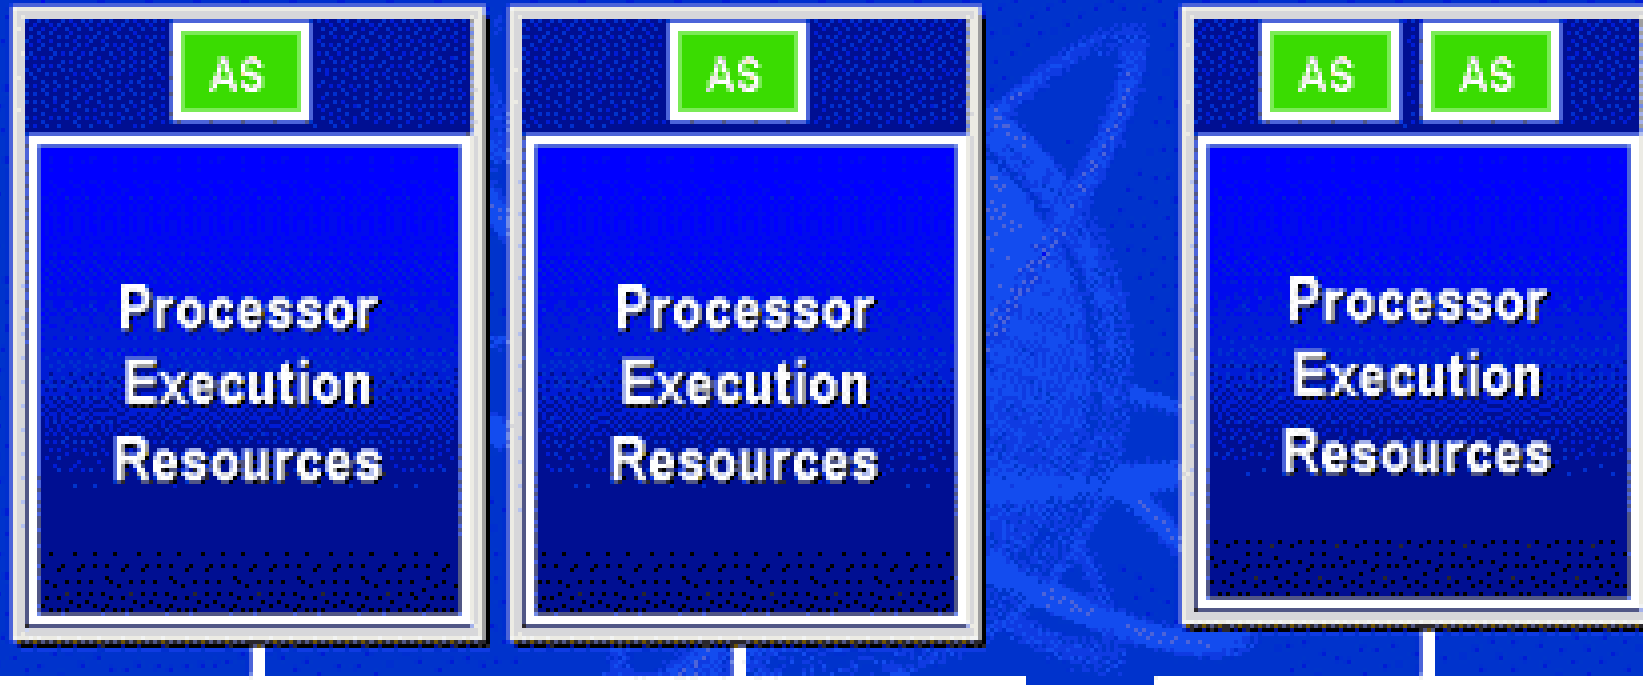 AS
Processor
Execution
Resources
AS
Processor
Execution
Resources
AS AS
Processor
Execution
Resources